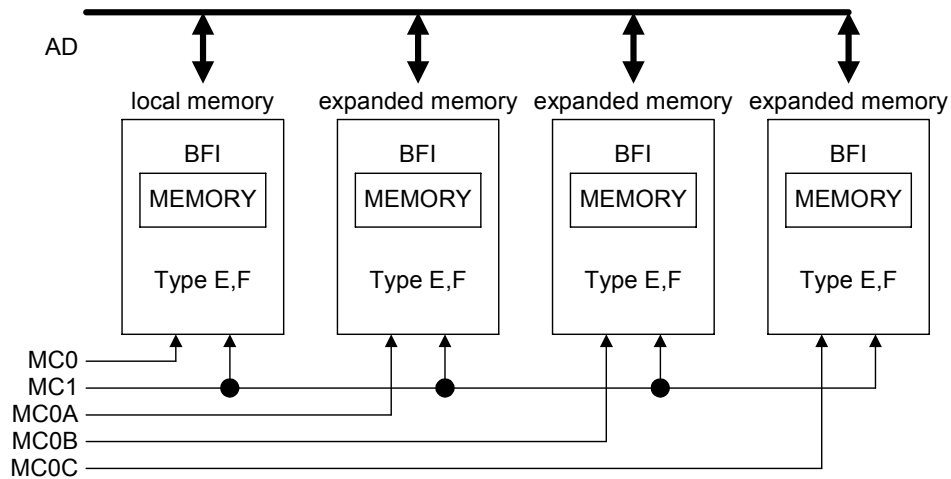 AD
local memory expanded memory expanded memory expanded memory
BFI BFI BFI BFI
MEMORY MEMORY MEMORY MEMORY
Type E,F Type E,F Type E,F Type E,F
MC0
MC1
MC0A
MC0B
MC0C